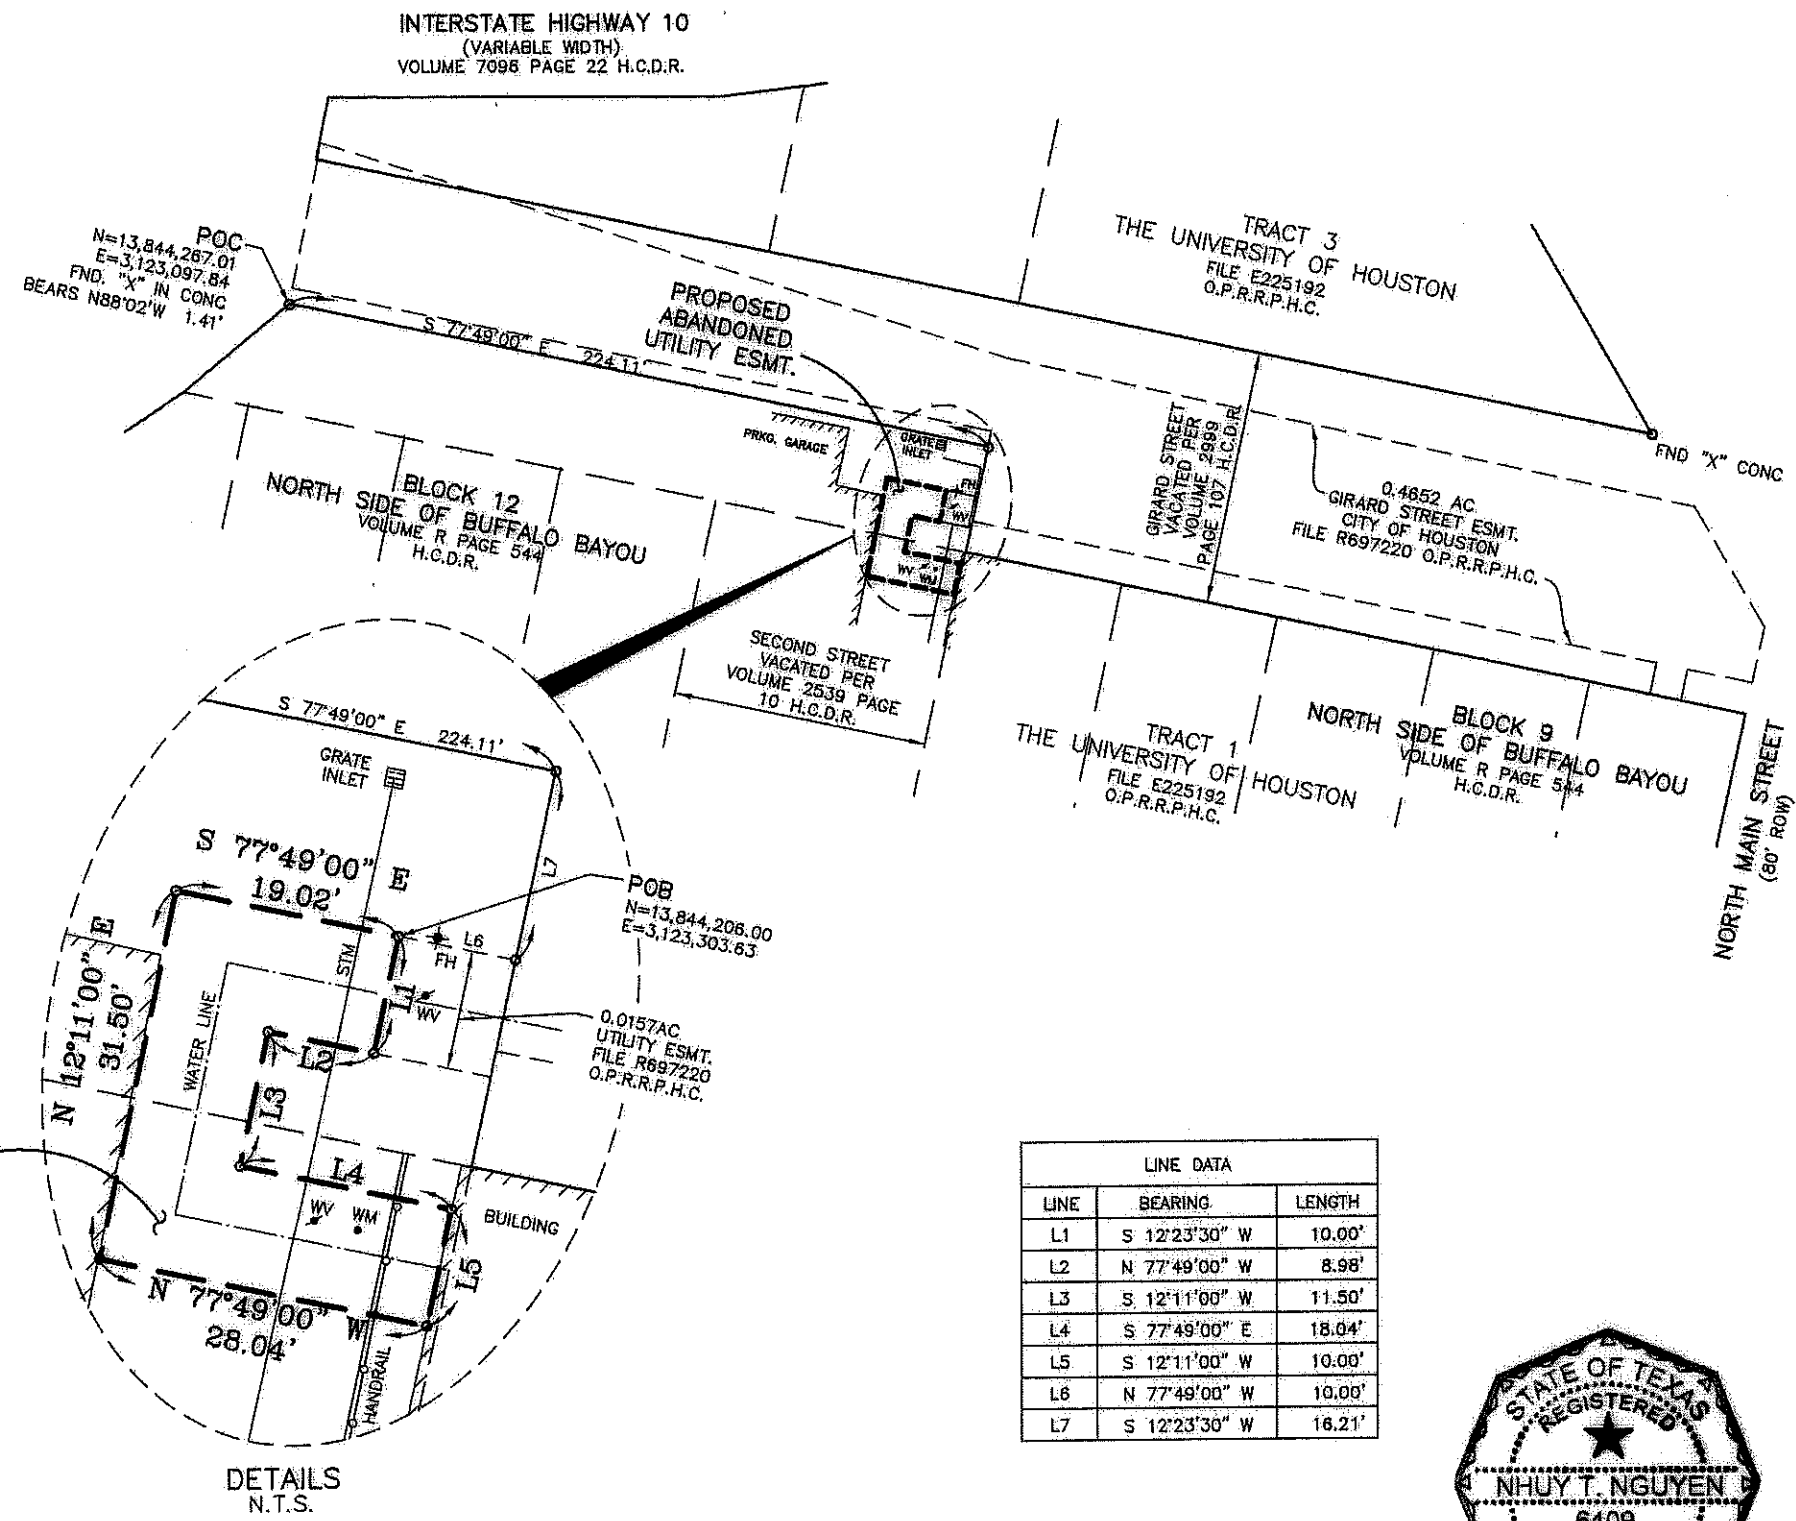 INTERSTATE HIGHWAY 10
(VARIABLE WIDTH)
VOLUME 7098 PAGE 22 H.C.D.R.
POC
N=13,844,267.01
E=3,123,097.84
FND. "X" IN CONC
BEARS N88°02'W 1.41'
S 77°49'00" E 224.11'
PROPOSED
ABANDONED
UTILITY ESMT.
TRACT 3
THE UNIVERSITY OF HOUSTON
FILE E225192
O.P.R.R.P.H.C.
FND "X" CONC
PRKG. GARAGE
GRATE
INLET
FH
WV
WV WM
GIRARD STREET
VACATED PER
VOLUME 2999
PAGE 107 H.C.D.R.
0.4652 AC
GIRARD STREET ESMT.
CITY OF HOUSTON
FILE R697220 O.P.R.R.P.H.C.
BLOCK 12
NORTH SIDE OF BUFFALO BAYOU
VOLUME R PAGE 544
H.C.D.R.
SECOND STREET
VACATED PER
VOLUME 2539 PAGE
10 H.C.D.R.
TRACT 1
THE UNIVERSITY OF HOUSTON
FILE E225192
O.P.R.R.P.H.C.
BLOCK 9
NORTH SIDE OF BUFFALO BAYOU
VOLUME R PAGE 544
H.C.D.R.
NORTH MAIN STREET
(80' ROW)
S 77°49'00" E 224.11'
GRATE
INLET
L7
S 77°49'00" E
19.02'
POB
N=13,844,206.00
E=3,123,303.63
L6
FH
STM
L1
WV
N 12°11'00" E
31.50'
WATER LINE
L2
L3
0.0157AC
UTILITY ESMT.
FILE R697220
O.P.R.R.P.H.C.
L4
WV WM
BUILDING
L5
N 77°49'00" W
28.04'
HANDRAIL
DETAILS
N.T.S.
LINE DATA
LINE BEARING LENGTH
L1 S 12°23'30" W 10.00'
L2 N 77°49'00" W 8.98'
L3 S 12°11'00" W 11.50'
L4 S 77°49'00" E 18.04'
L5 S 12°11'00" W 10.00'
L6 N 77°49'00" W 10.00'
L7 S 12°23'30" W 16.21'
STATE OF TEXAS
REGISTERED
NHUY T. NGUYEN
6409